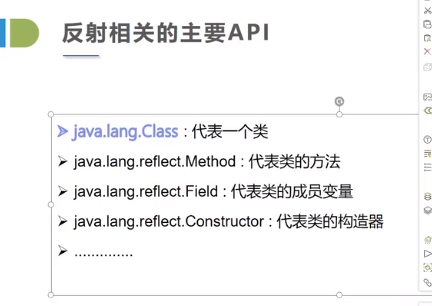 反射相关的主要API
java.lang.Class : 代表一个类
java.lang.reflect.Method : 代表类的方法
java.lang.reflect.Field : 代表类的成员变量
java.lang.reflect.Constructor : 代表类的构造器
..............